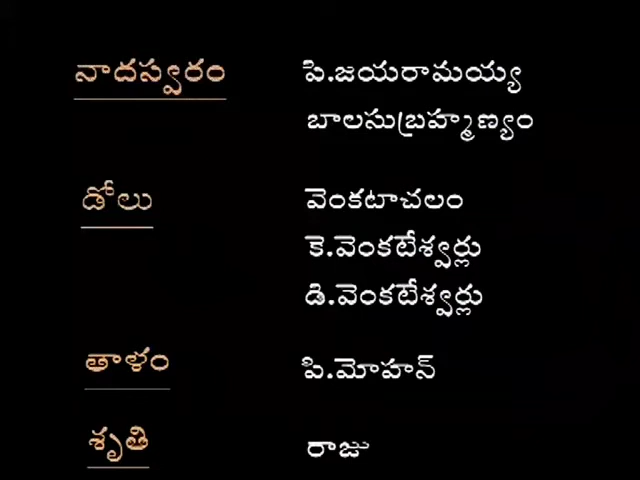 నాదస్వరం పి.జయరామయ్య
బాలసుబ్రహ్మణ్యం
డోలు వెంకటాచలం
కె.వెంకటేశ్వర్లు
డి.వెంకటేశ్వర్లు
తాళం పి.మోహన్
శృతి రాజు